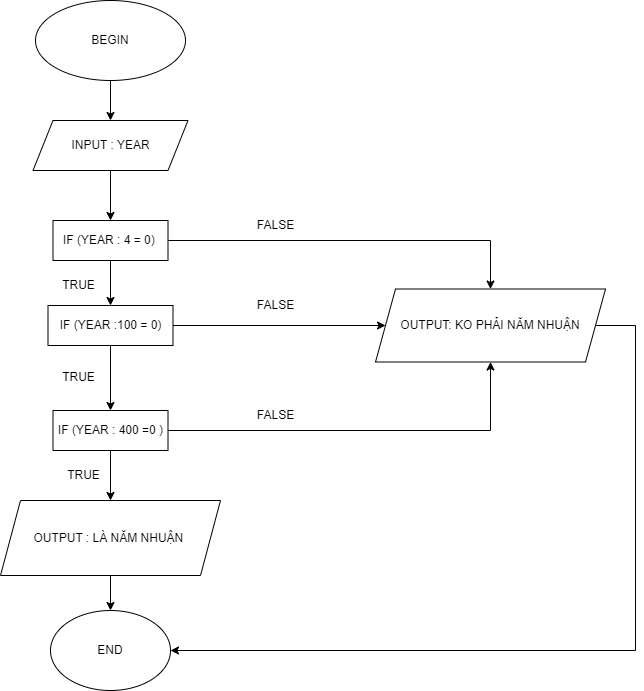 BEGIN
INPUT : YEAR
IF (YEAR : 4 = 0)
FALSE
TRUE
IF (YEAR :100 = 0)
FALSE
OUTPUT: KO PHẢI NĂM NHUẬN
TRUE
IF (YEAR : 400 =0 )
FALSE
TRUE
OUTPUT : LÀ NĂM NHUẬN
END